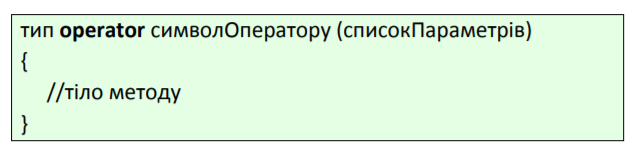 тип operator символОператору (списокПараметрів)
{
//тіло методу
}